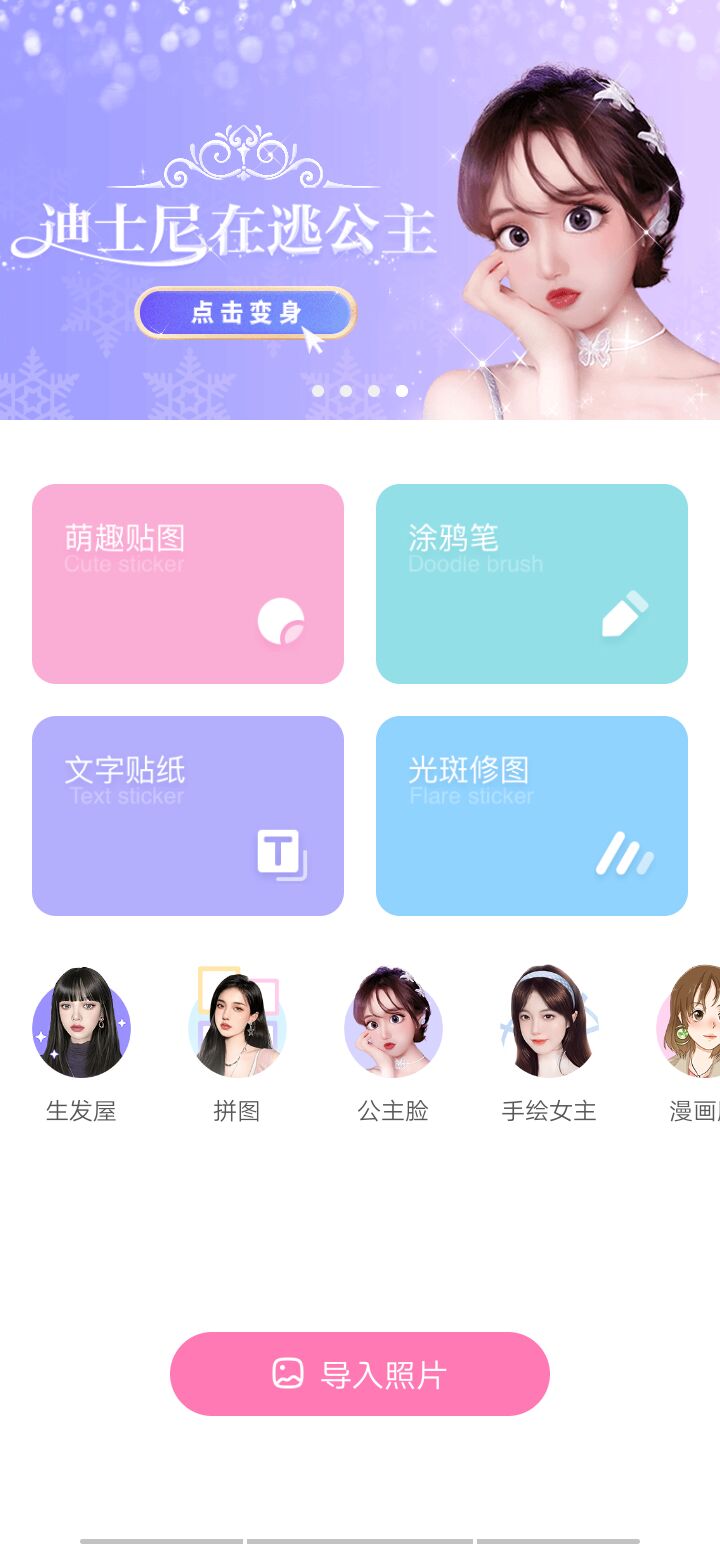 迪士尼在逃公主
点击变身
萌趣贴图
Cute sticker
涂鸦笔
Doodle brush
文字贴纸
Text sticker
光斑修图
Flare sticker
生发屋
拼图
公主脸
手绘女主
漫画
导入照片